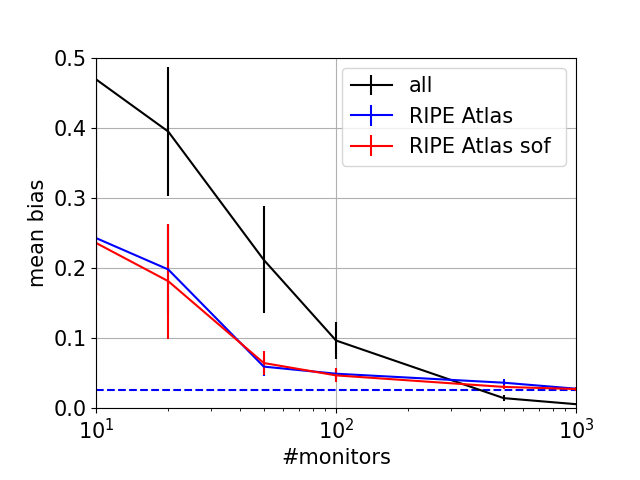 0.5
0.4
0.3
0.2
0.1
0.0
mean bias
10¹
10²
10³
#monitors
all
RIPE Atlas
RIPE Atlas sof